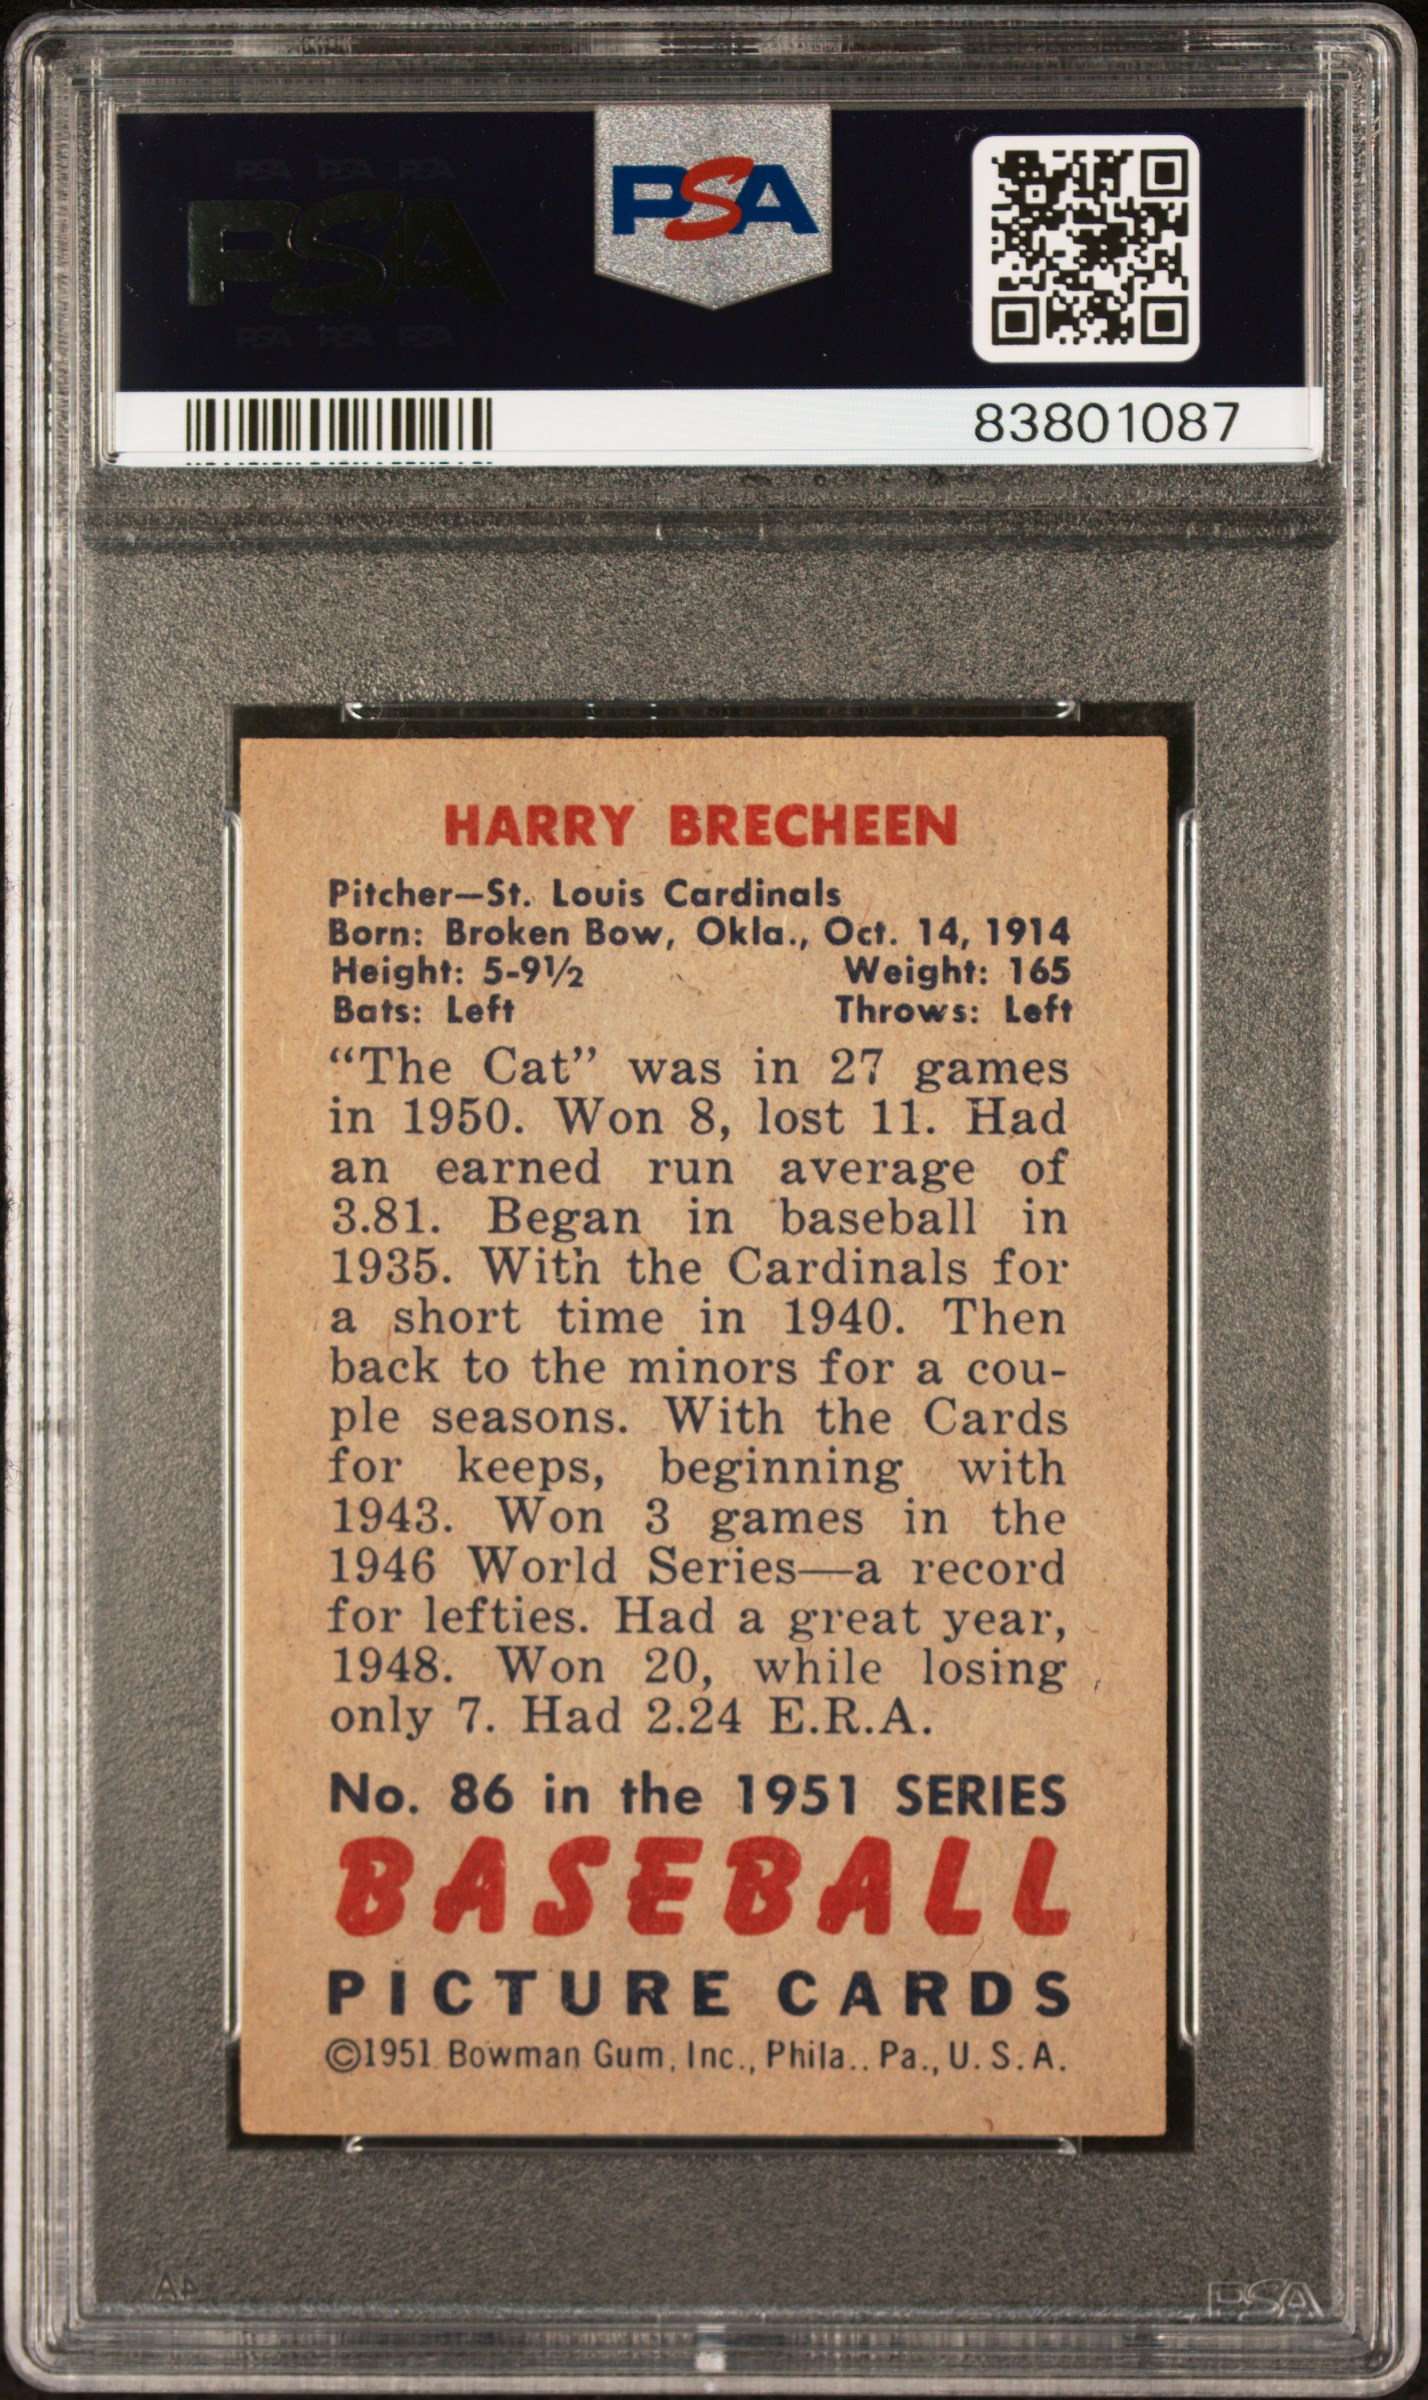 PSA PSA PSA
PSA
PSA PSA PSA
PSA
83801087
HARRY BRECHEEN
Pitcher—St. Louis Cardinals
Born: Broken Bow, Okla., Oct. 14, 1914
Height: 5-9½ Weight: 165
Bats: Left Throws: Left
“The Cat” was in 27 games
in 1950. Won 8, lost 11. Had
an earned run average of
3.81. Began in baseball in
1935. With the Cardinals for
a short time in 1940. Then
back to the minors for a cou-
ple seasons. With the Cards
for keeps, beginning with
1943. Won 3 games in the
1946 World Series—a record
for lefties. Had a great year,
1948. Won 20, while losing
only 7. Had 2.24 E.R.A.
No. 86 in the 1951 SERIES
BASEBALL
PICTURE CARDS
©1951 Bowman Gum, Inc., Phila., Pa., U. S. A.
PSA